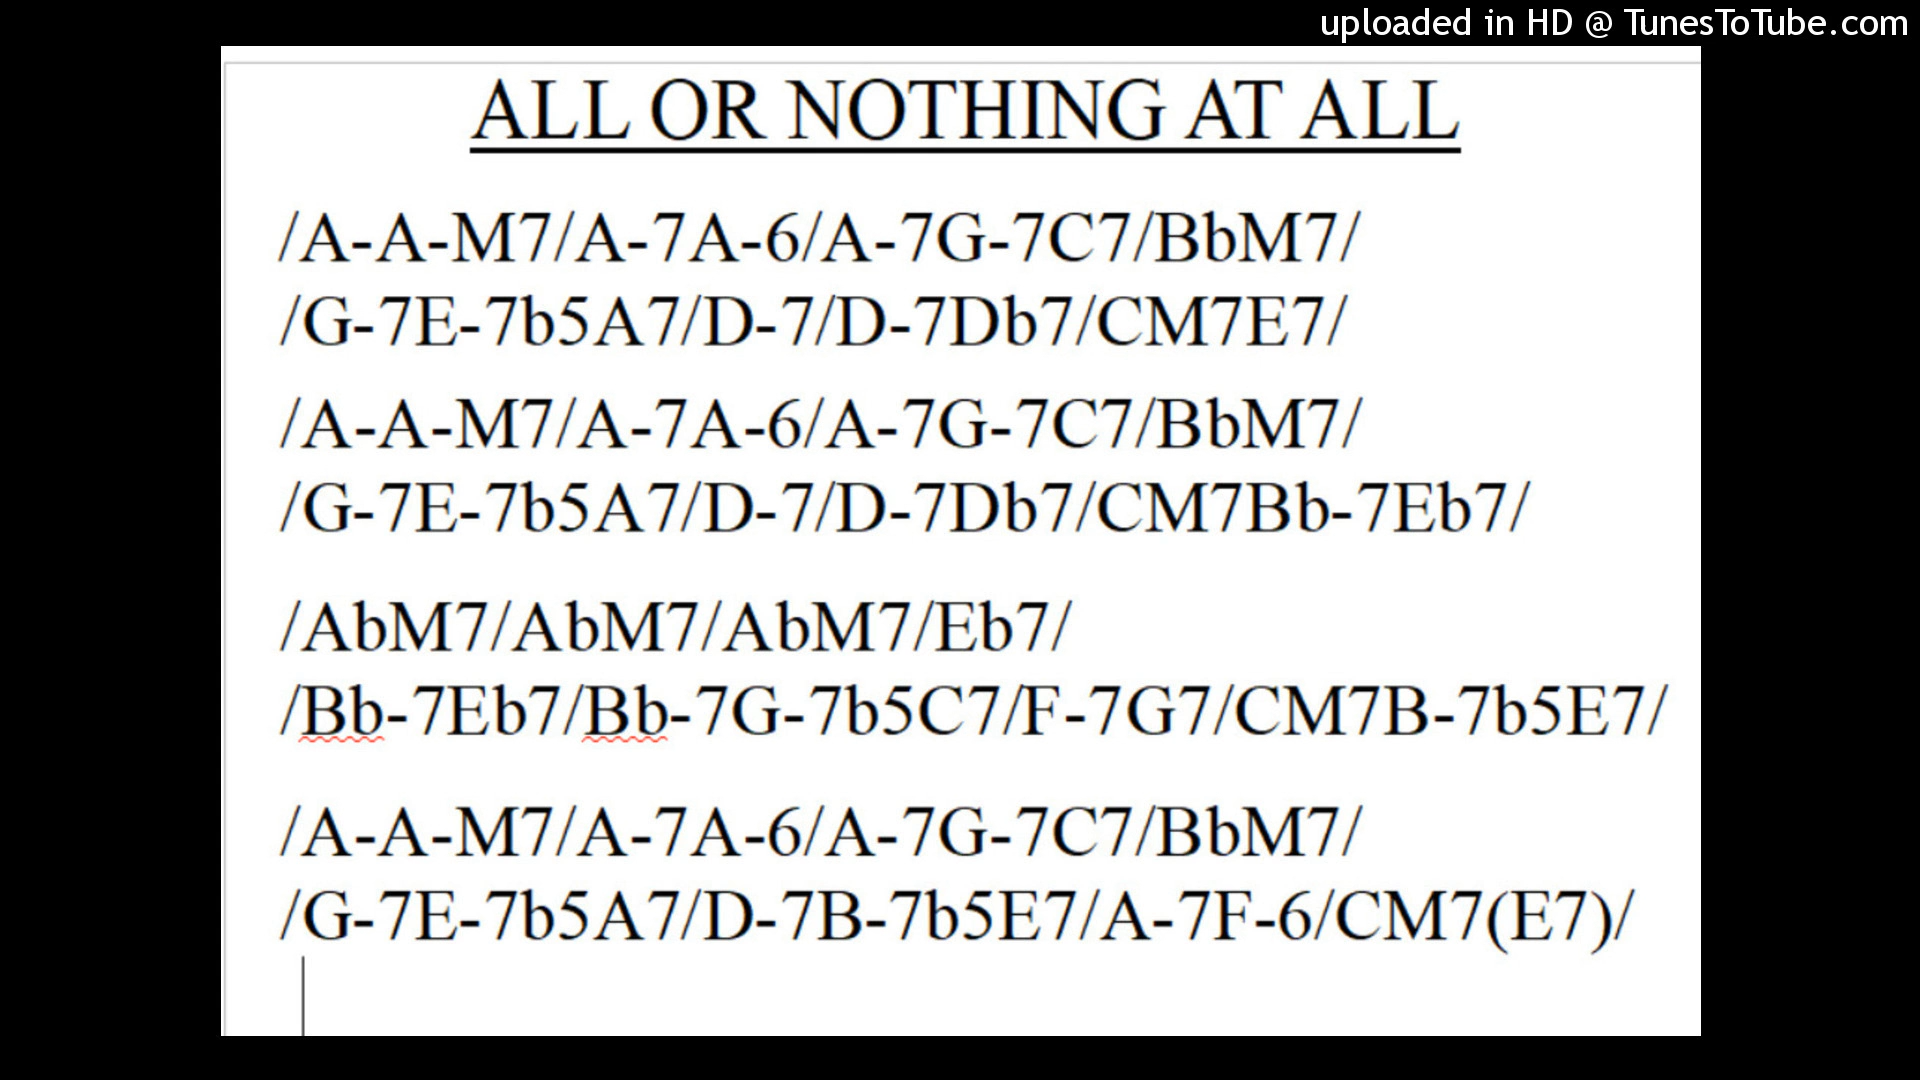 uploaded in HD @ TunesToTube.com
ALL OR NOTHING AT ALL
/A-A-M7/A-7A-6/A-7G-7C7/BbM7/
/G-7E-7b5A7/D-7/D-7Db7/CM7E7/
/A-A-M7/A-7A-6/A-7G-7C7/BbM7/
/G-7E-7b5A7/D-7/D-7Db7/CM7Bb-7Eb7/
/AbM7/AbM7/AbM7/Eb7/
/Bb-7Eb7/Bb-7G-7b5C7/F-7G7/CM7B-7b5E7/
/A-A-M7/A-7A-6/A-7G-7C7/BbM7/
/G-7E-7b5A7/D-7B-7b5E7/A-7F-6/CM7(E7)/